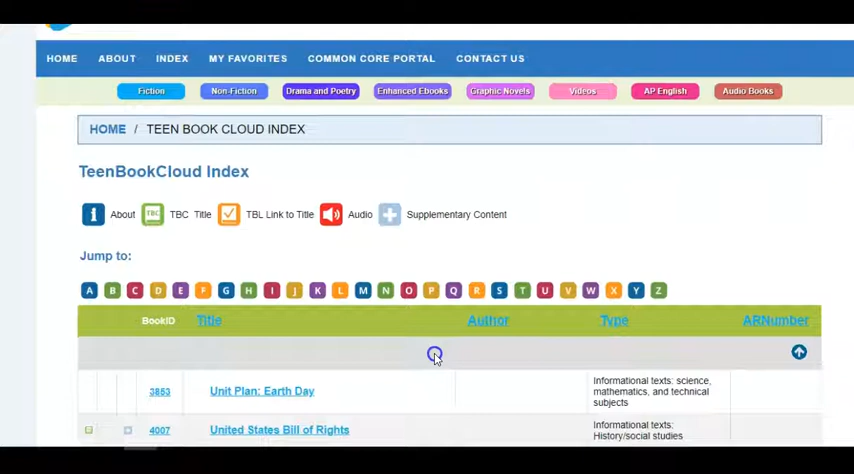 HOME ABOUT INDEX MY FAVORITES COMMON CORE PORTAL CONTACT US
Fiction Non-Fiction Drama and Poetry Enhanced Ebooks Graphic Novels Videos AP English Audio Books
HOME / TEEN BOOK CLOUD INDEX
TeenBookCloud Index
i About TBC TBC Title TBL Link to Title Audio Supplementary Content
Jump to:
A B C D E F G H I J K L M N O P Q R S T U V W X Y Z
BookID Title Author Type ARNumber
3853 Unit Plan: Earth Day Informational texts: science,
mathematics, and technical
subjects
4007 United States Bill of Rights Informational texts:
History/social studies